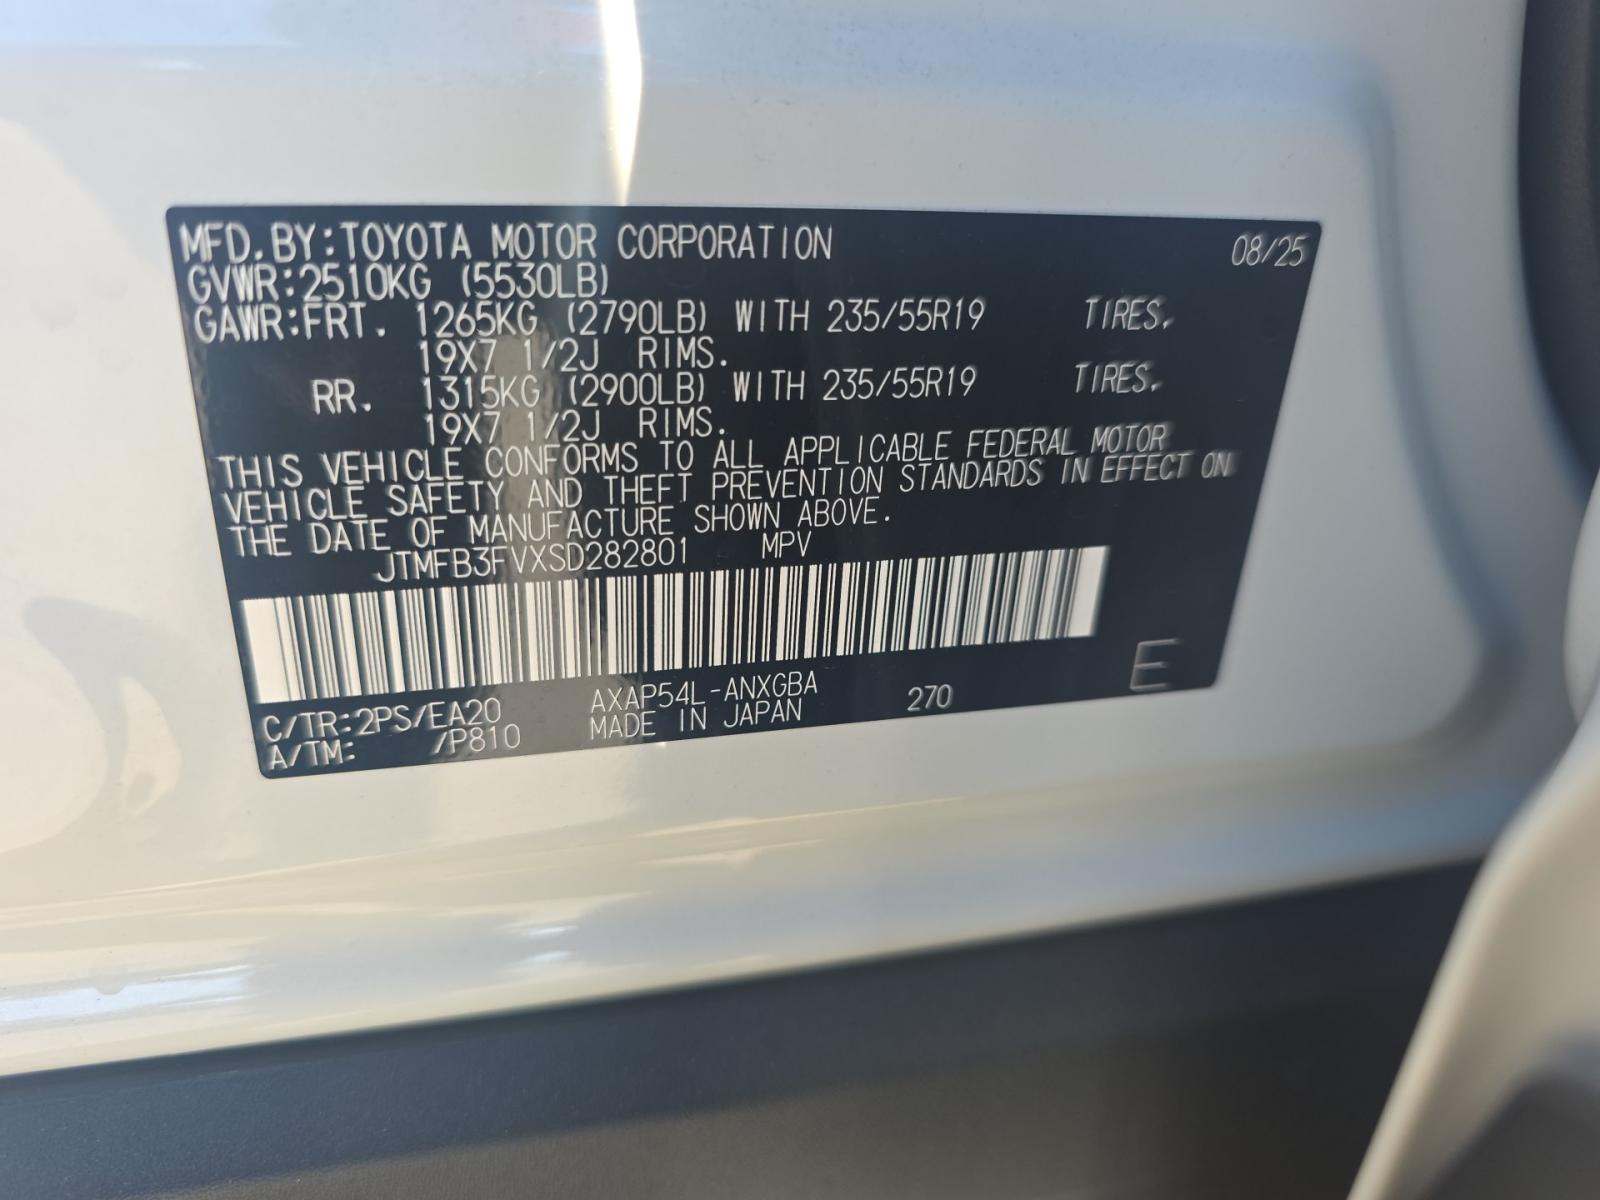 MFD.BY:TOYOTA MOTOR CORPORATION 08/25
GVWR:2510KG (5530LB)
GAWR:FRT. 1265KG (2790LB) WITH 235/55R19 TIRES.
19X7 1/2J RIMS.
RR. 1315KG (2900LB) WITH 235/55R19 TIRES.
19X7 1/2J RIMS.
THIS VEHICLE CONFORMS TO ALL APPLICABLE FEDERAL MOTOR
VEHICLE SAFETY AND THEFT PREVENTION STANDARDS IN EFFECT ON
THE DATE OF MANUFACTURE SHOWN ABOVE.
JTMFB3FVXSD282801 MPV
E
C/TR:2PS/EA20 AXAP54L-ANXGBA 270
A/TM: /P810 MADE IN JAPAN